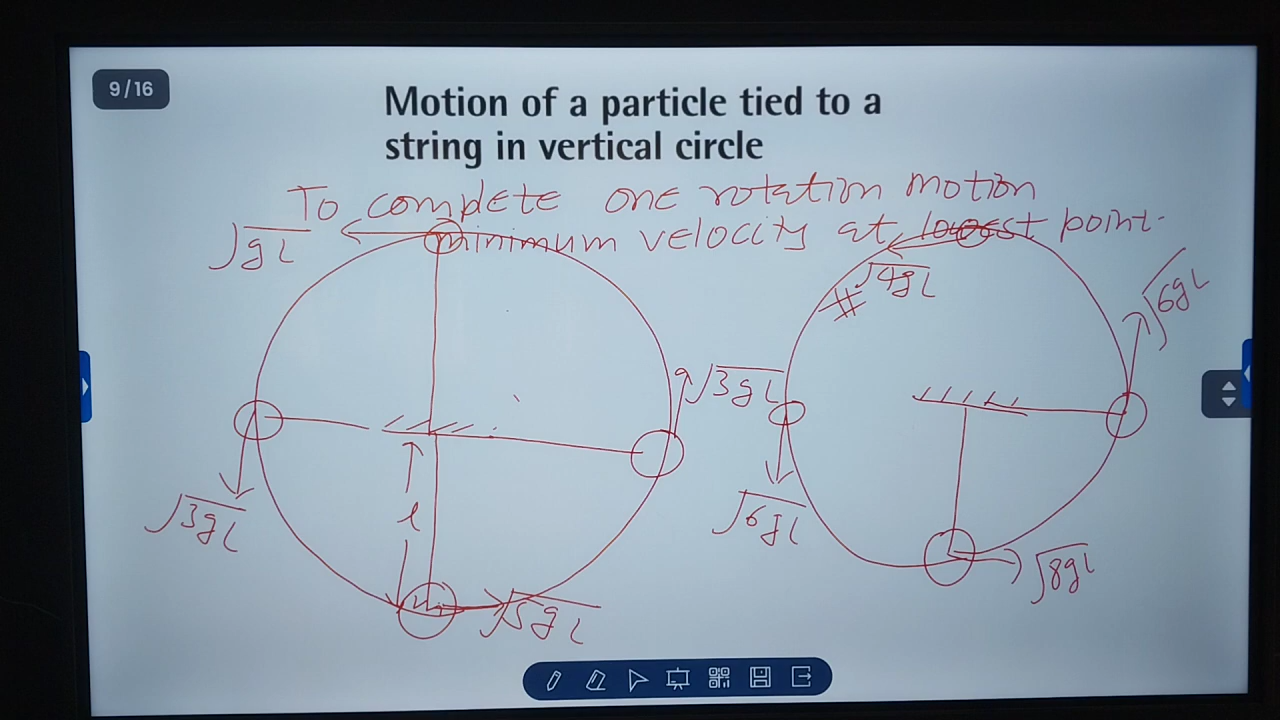 9/16
Motion of a particle tied to a
string in vertical circle
To complete one rotation motion
minimum velocity at lowest point.
√gl
√4gl
√6gl
√3gl
√3gl
l
√6gl
√8gl
m
√5gl